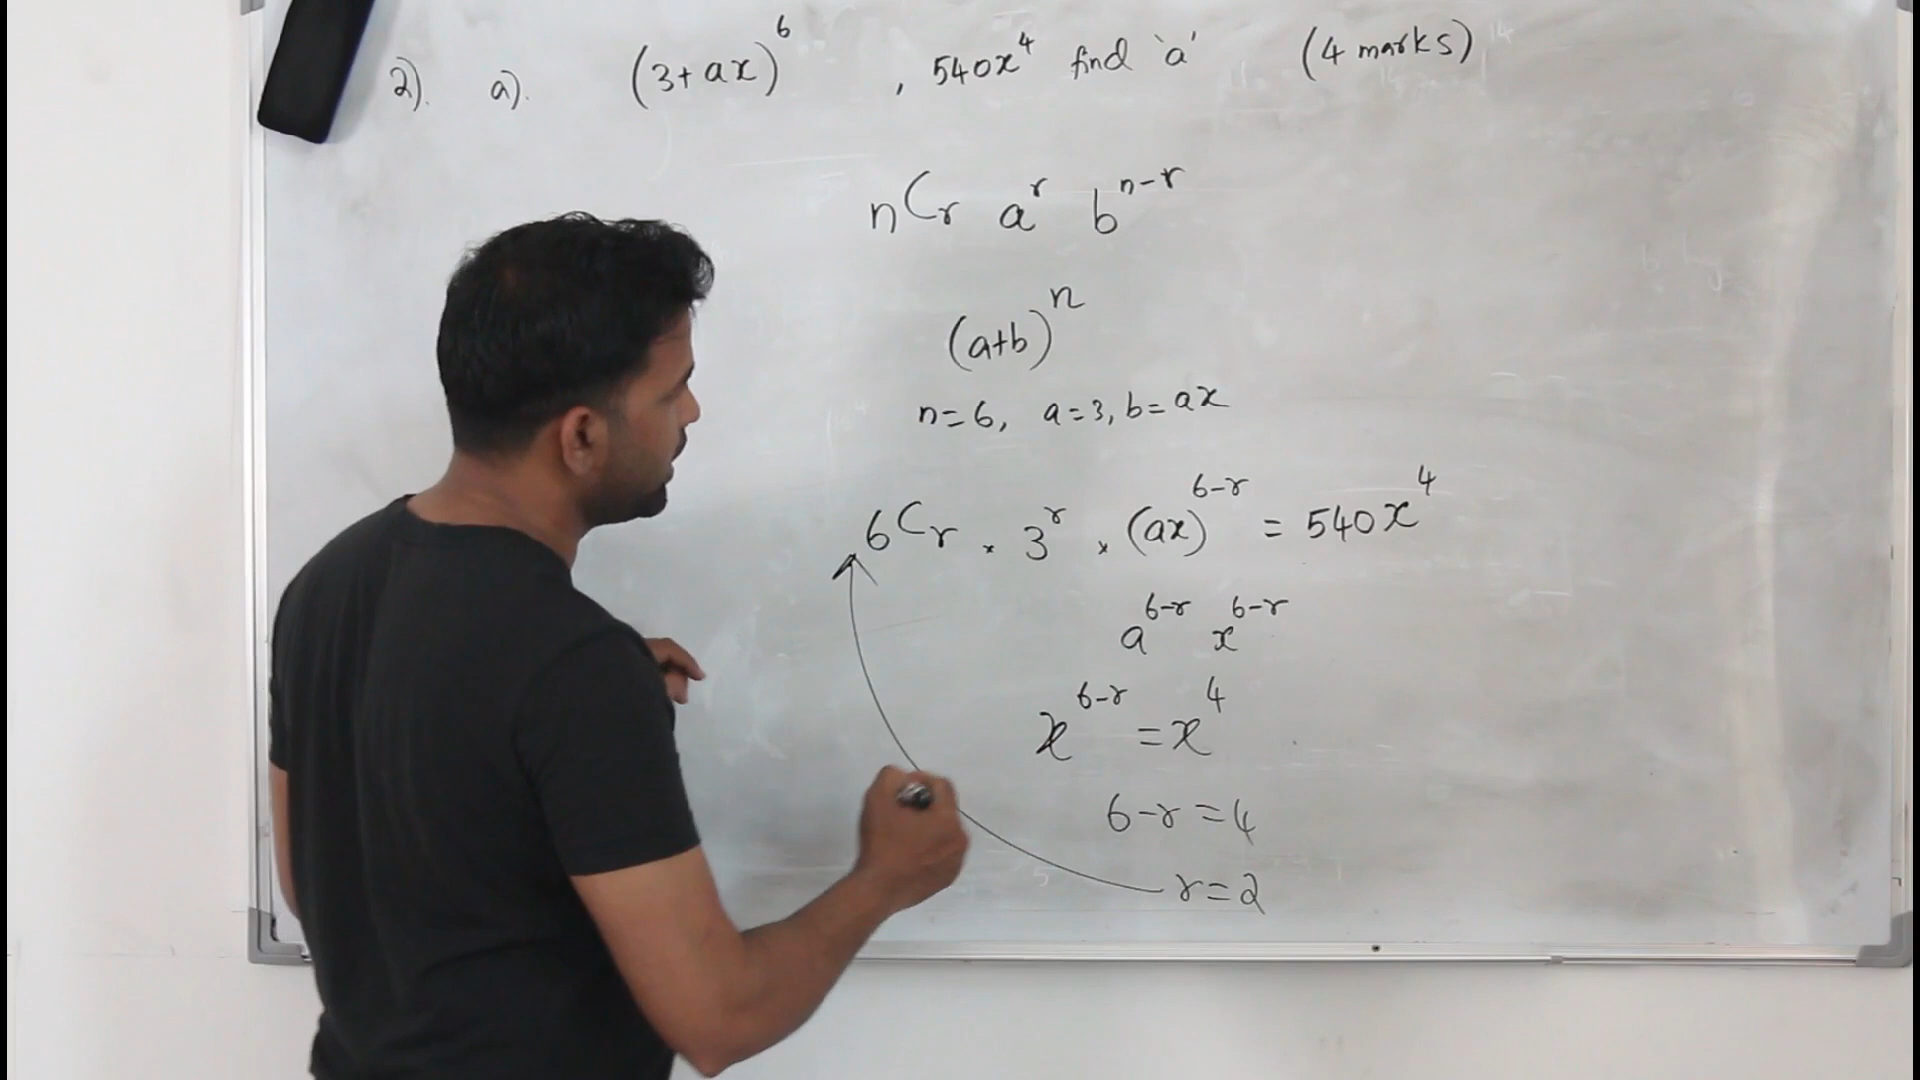 2). a). (3+ax)^6 , 540x^4 find 'a' (4 marks)
nCr a^r b^(n-r)
(a+b)^n
n=6, a=3, b=ax
6Cr × 3^r × (ax)^(6-r) = 540x^4
a^(6-r) x^(6-r)
x^(6-r) = x^4
6-r=4
r=2